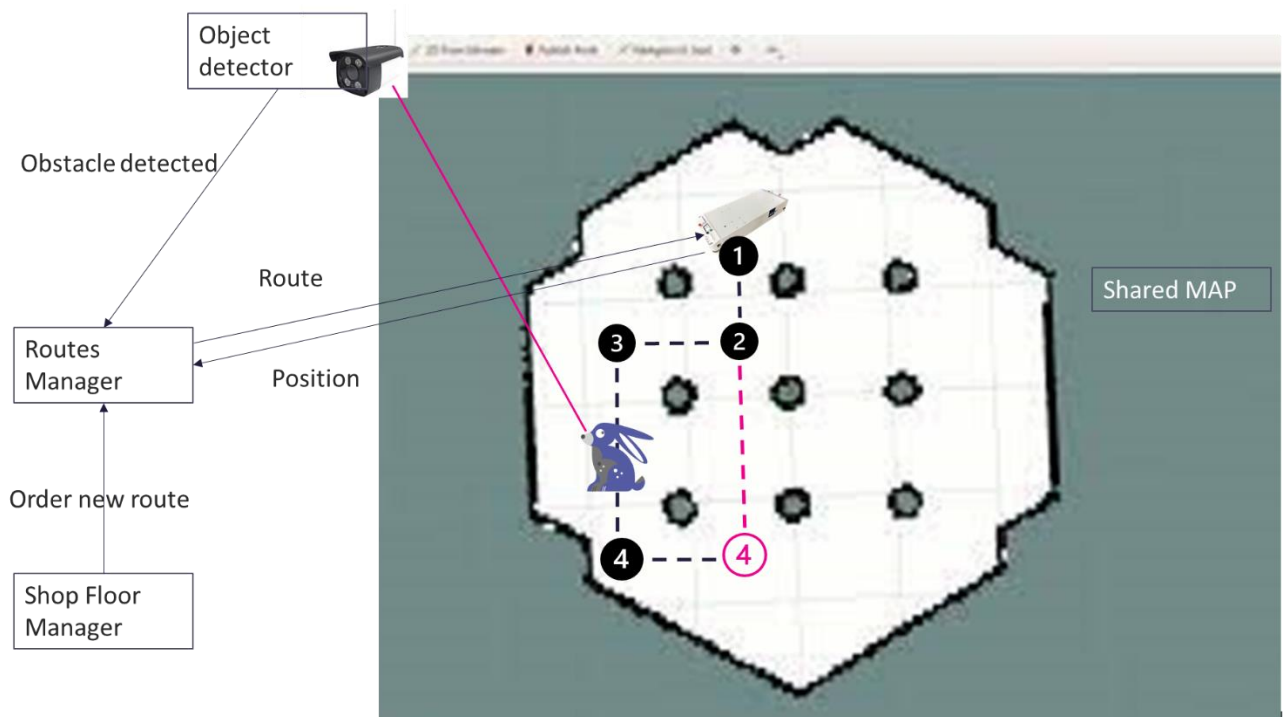 Object
detector
Obstacle detected
Route
Position
Routes
Manager
Order new route
Shop Floor
Manager
Shared MAP
1
3
2
4
4